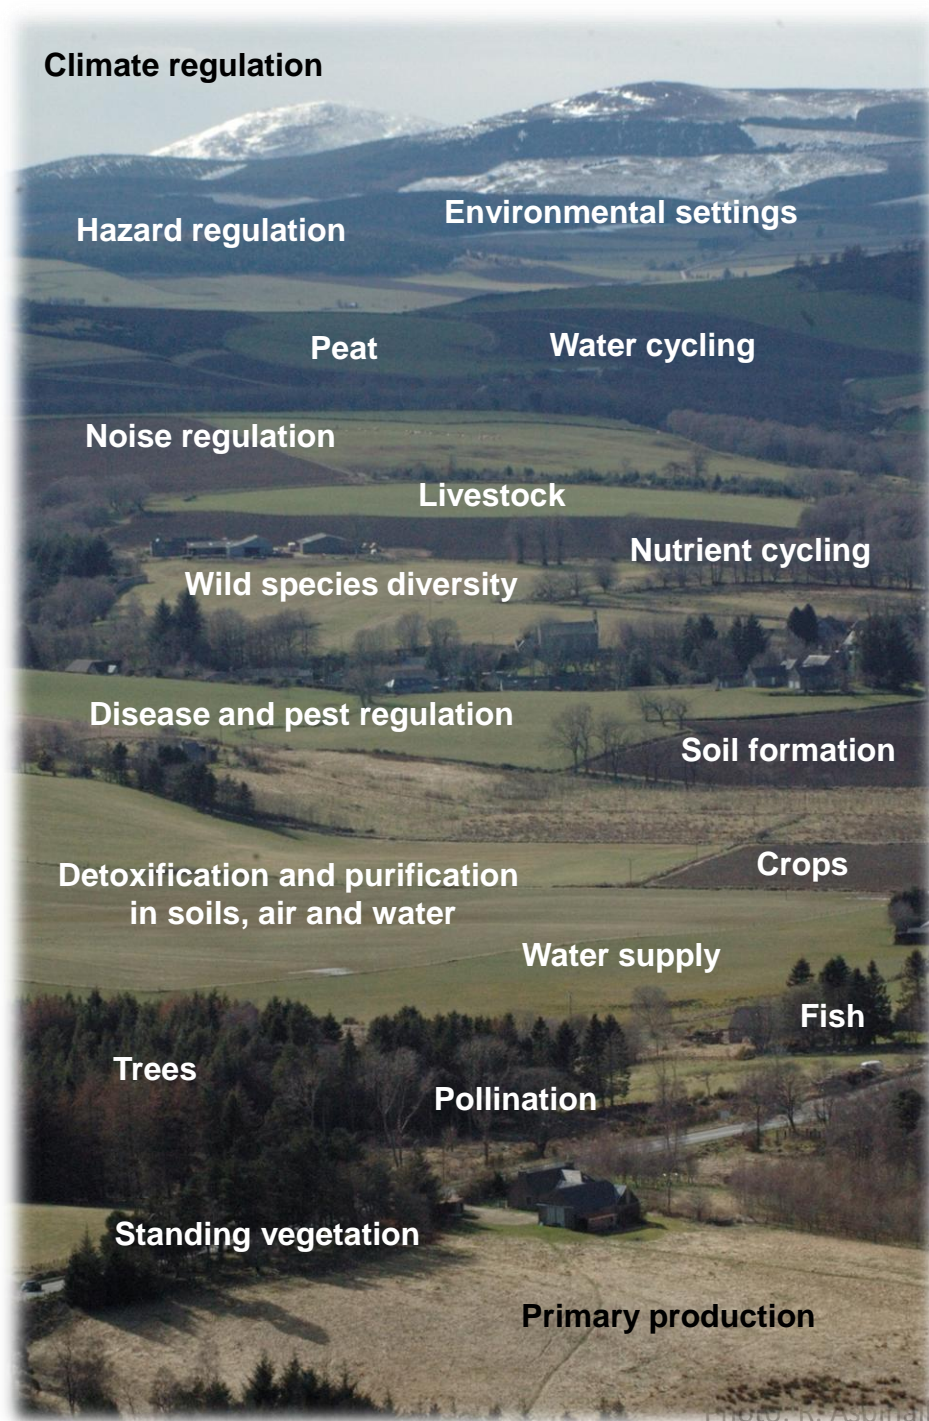 Climate regulation
Environmental settings
Hazard regulation
Peat
Water cycling
Noise regulation
Livestock
Nutrient cycling
Wild species diversity
Disease and pest regulation
Soil formation
Crops
Detoxification and purification
in soils, air and water
Water supply
Fish
Trees
Pollination
Standing vegetation
Primary production